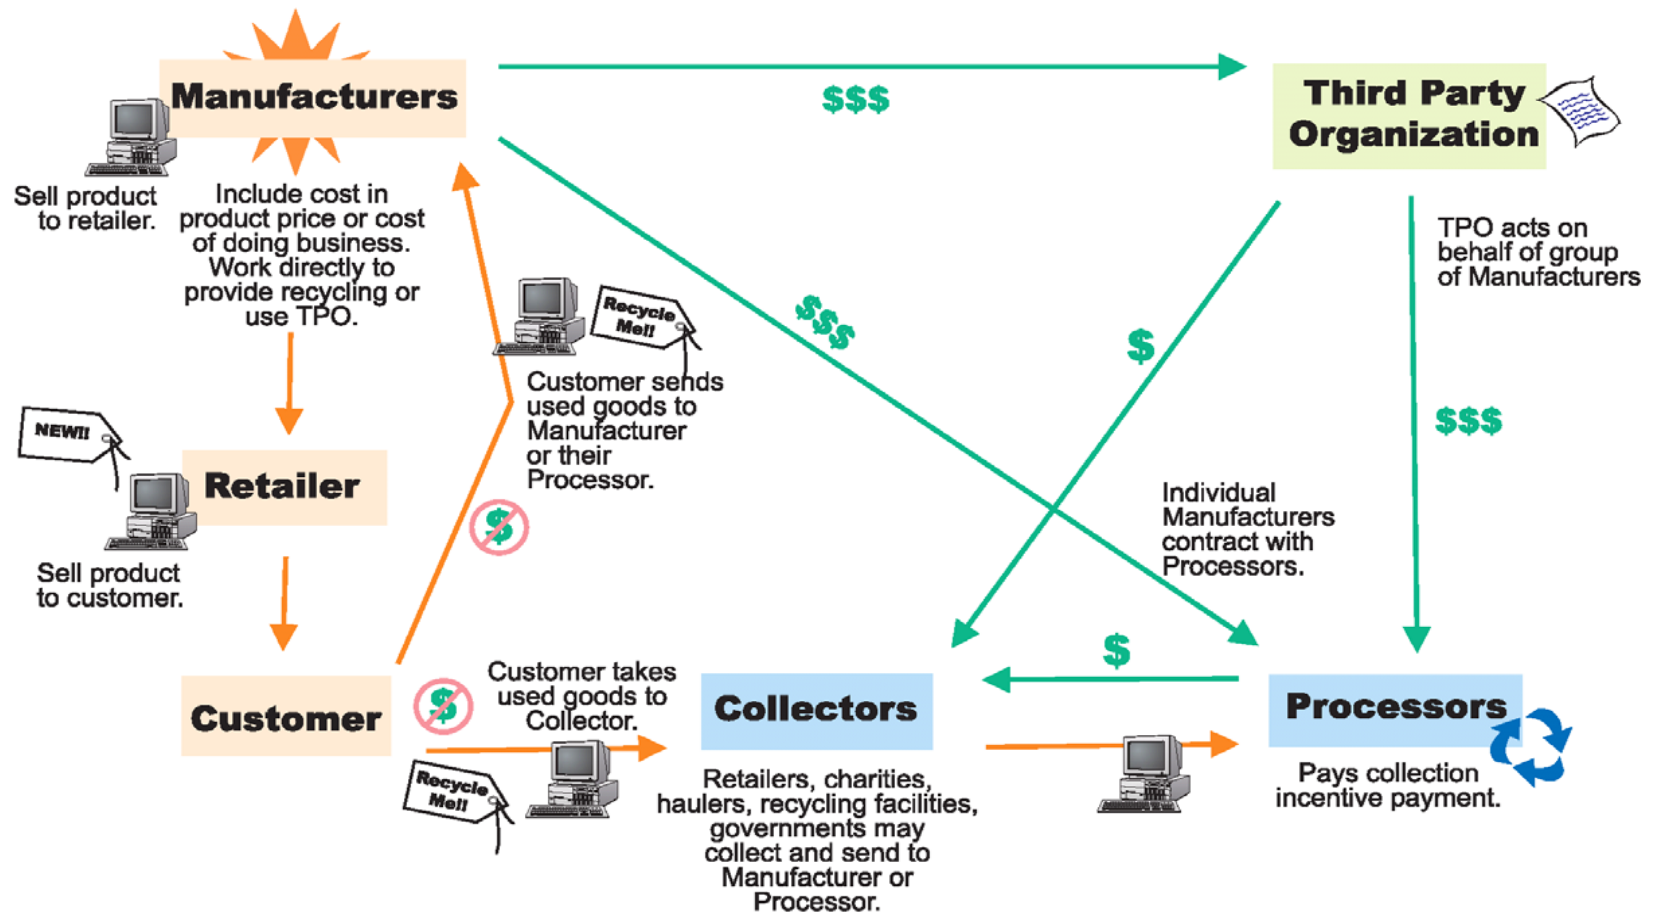 Manufacturers
Sell product
to retailer.
Include cost in
product price or cost
of doing business.
Work directly to
provide recycling or
use TPO.
$$$
Third Party
Organization
TPO acts on
behalf of group
of Manufacturers
Recycle
Me!!
Customer sends
used goods to
Manufacturer
or their
Processor.
$
$$$
$
$$$
Individual
Manufacturers
contract with
Processors.
NEW!!
Retailer
Sell product
to customer.
Customer
$
Customer takes
used goods to
Collector.
Recycle
Me!!
Collectors
Retailers, charities,
haulers, recycling facilities,
governments may
collect and send to
Manufacturer or
Processor.
$
Processors
Pays collection
incentive payment.